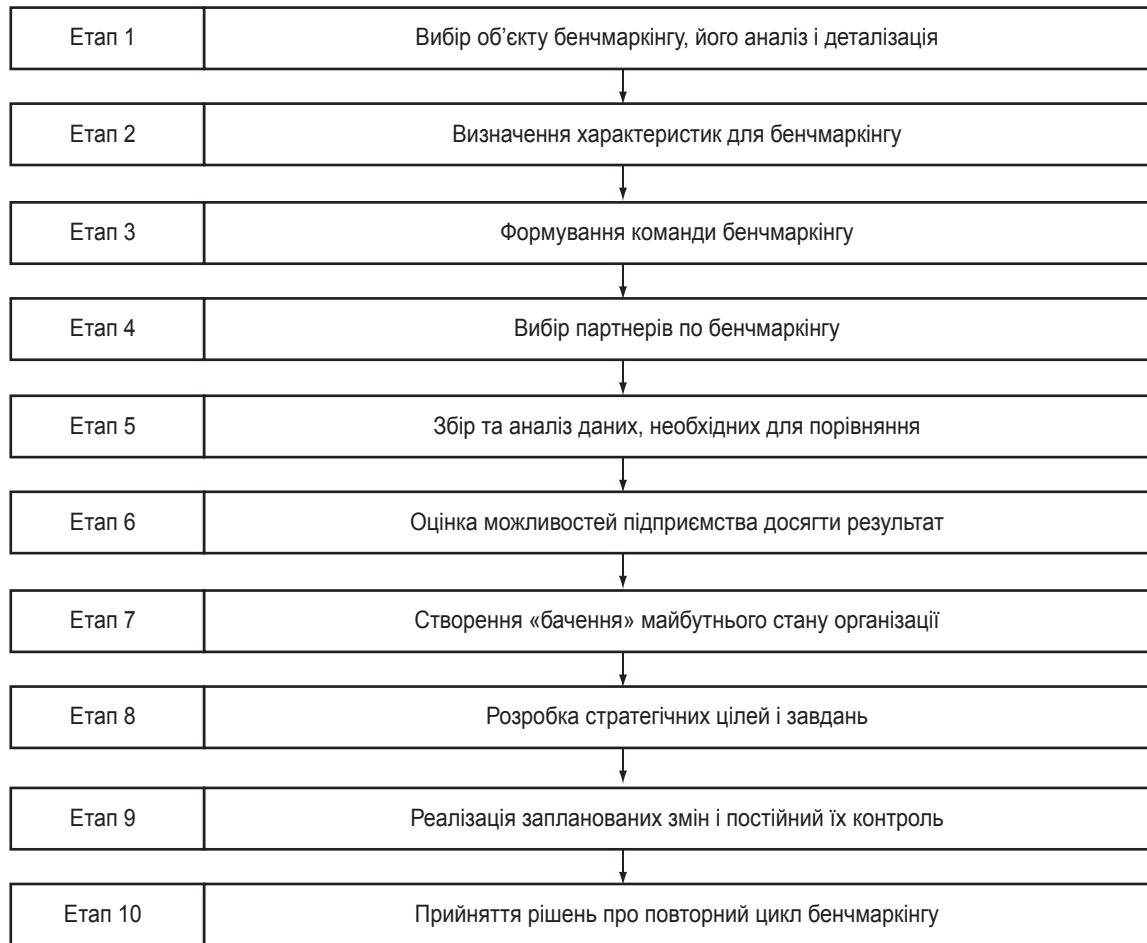 Етап 1 Вибір об’єкту бенчмаркінгу, його аналіз і деталізація
Етап 2 Визначення характеристик для бенчмаркінгу
Етап 3 Формування команди бенчмаркінгу
Етап 4 Вибір партнерів по бенчмаркінгу
Етап 5 Збір та аналіз даних, необхідних для порівняння
Етап 6 Оцінка можливостей підприємства досягти результат
Етап 7 Створення «бачення» майбутнього стану організації
Етап 8 Розробка стратегічних цілей і завдань
Етап 9 Реалізація запланованих змін і постійний їх контроль
Етап 10 Прийняття рішень про повторний цикл бенчмаркінгу